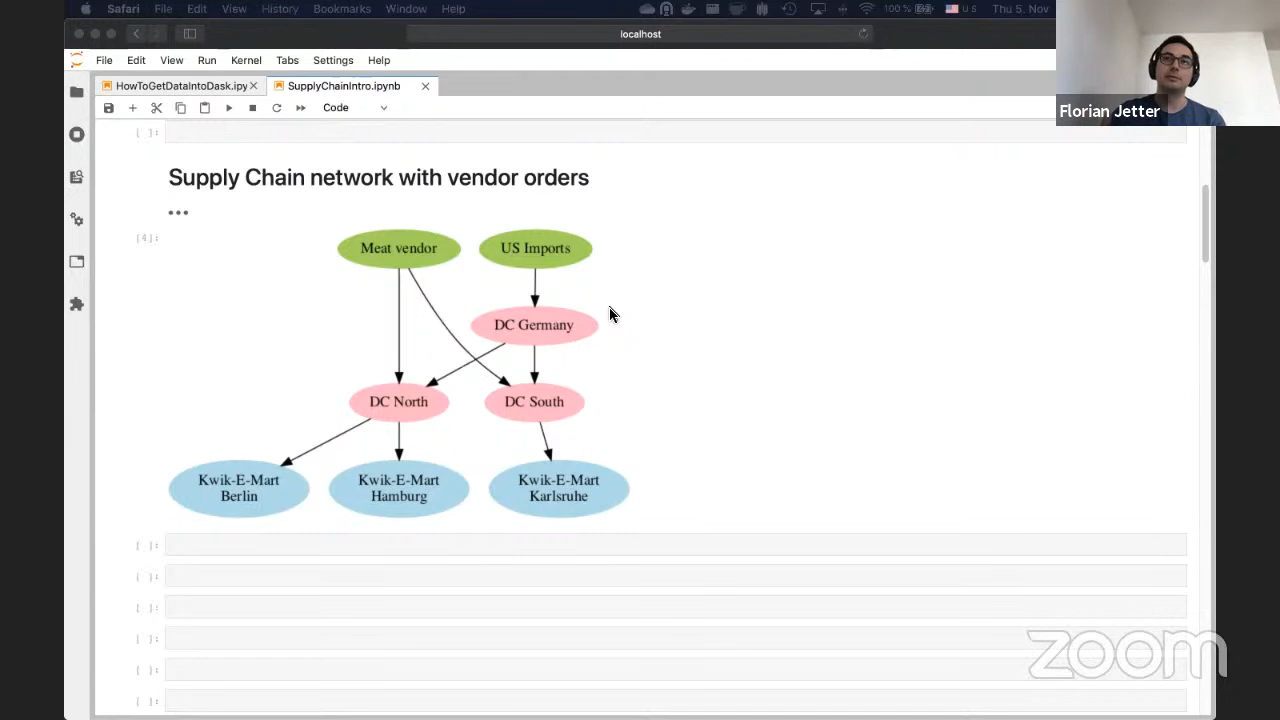 Safari File Edit View History Bookmarks Window Help 100 % U S Thu 5. Nov
localhost
File Edit View Run Kernel Tabs Settings Help
HowToGetDataIntoDask.ipy SupplyChainIntro.ipynb
Code
Florian Jetter
[ ]:
Supply Chain network with vendor orders
[4]:
Meat vendor US Imports
DC Germany
DC North DC South
Kwik-E-Mart Kwik-E-Mart Kwik-E-Mart
Berlin Hamburg Karlsruhe
[ ]:
[ ]:
[ ]:
[ ]:
[ ]:
[ ]:
zoom